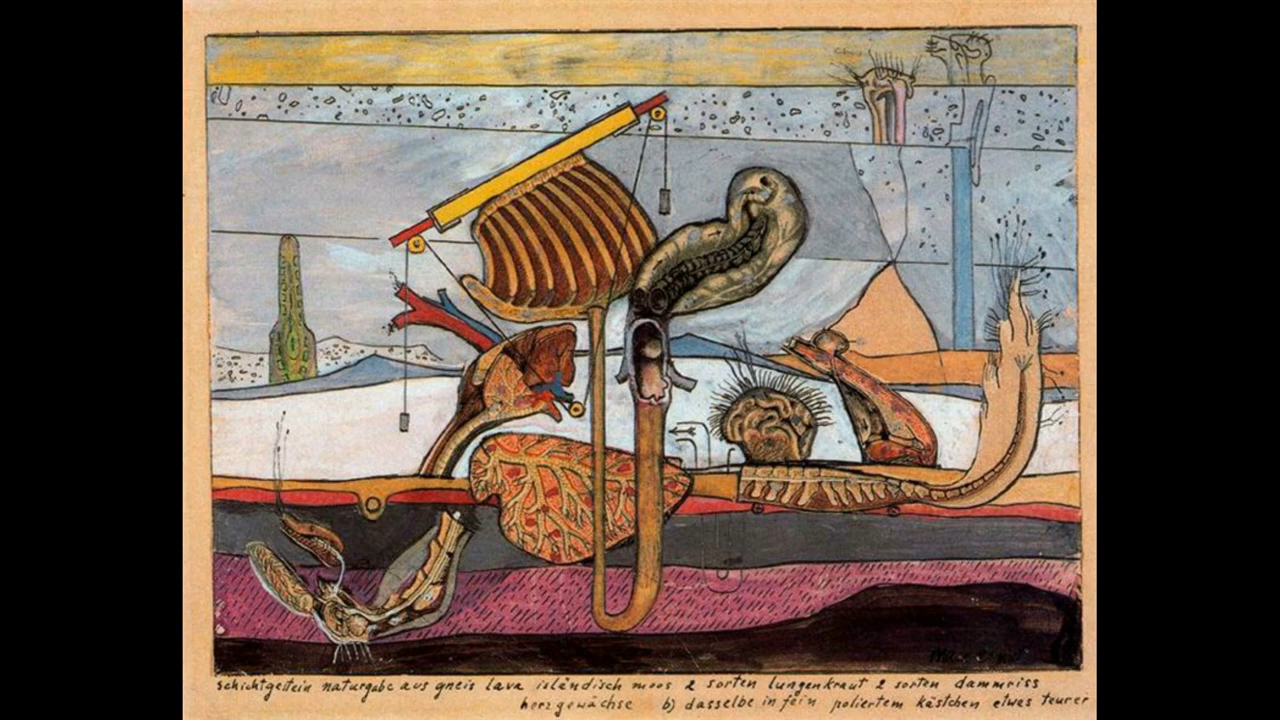 schichtgestein naturgabe aus gneis lava isländisch moos 2 sorten lungenkraut 2 sorten dammriss
herzgewächse b) dasselbe in fein poliertem kästchen etwas teurer